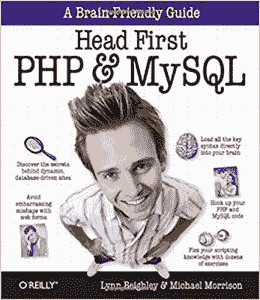 A Brain-Friendly Guide
Head First
PHP & MySQL
Discover the secrets
behind dynamic,
database-driven sites
Load all the key
syntax directly
into your brain
Avoid
embarrassing
mishaps with
web forms
Hook up your
PHP and
MySQL code
Flex your scripting
knowledge with dozens
of exercises
O'REILLY®
Lynn Beighley & Michael Morrison